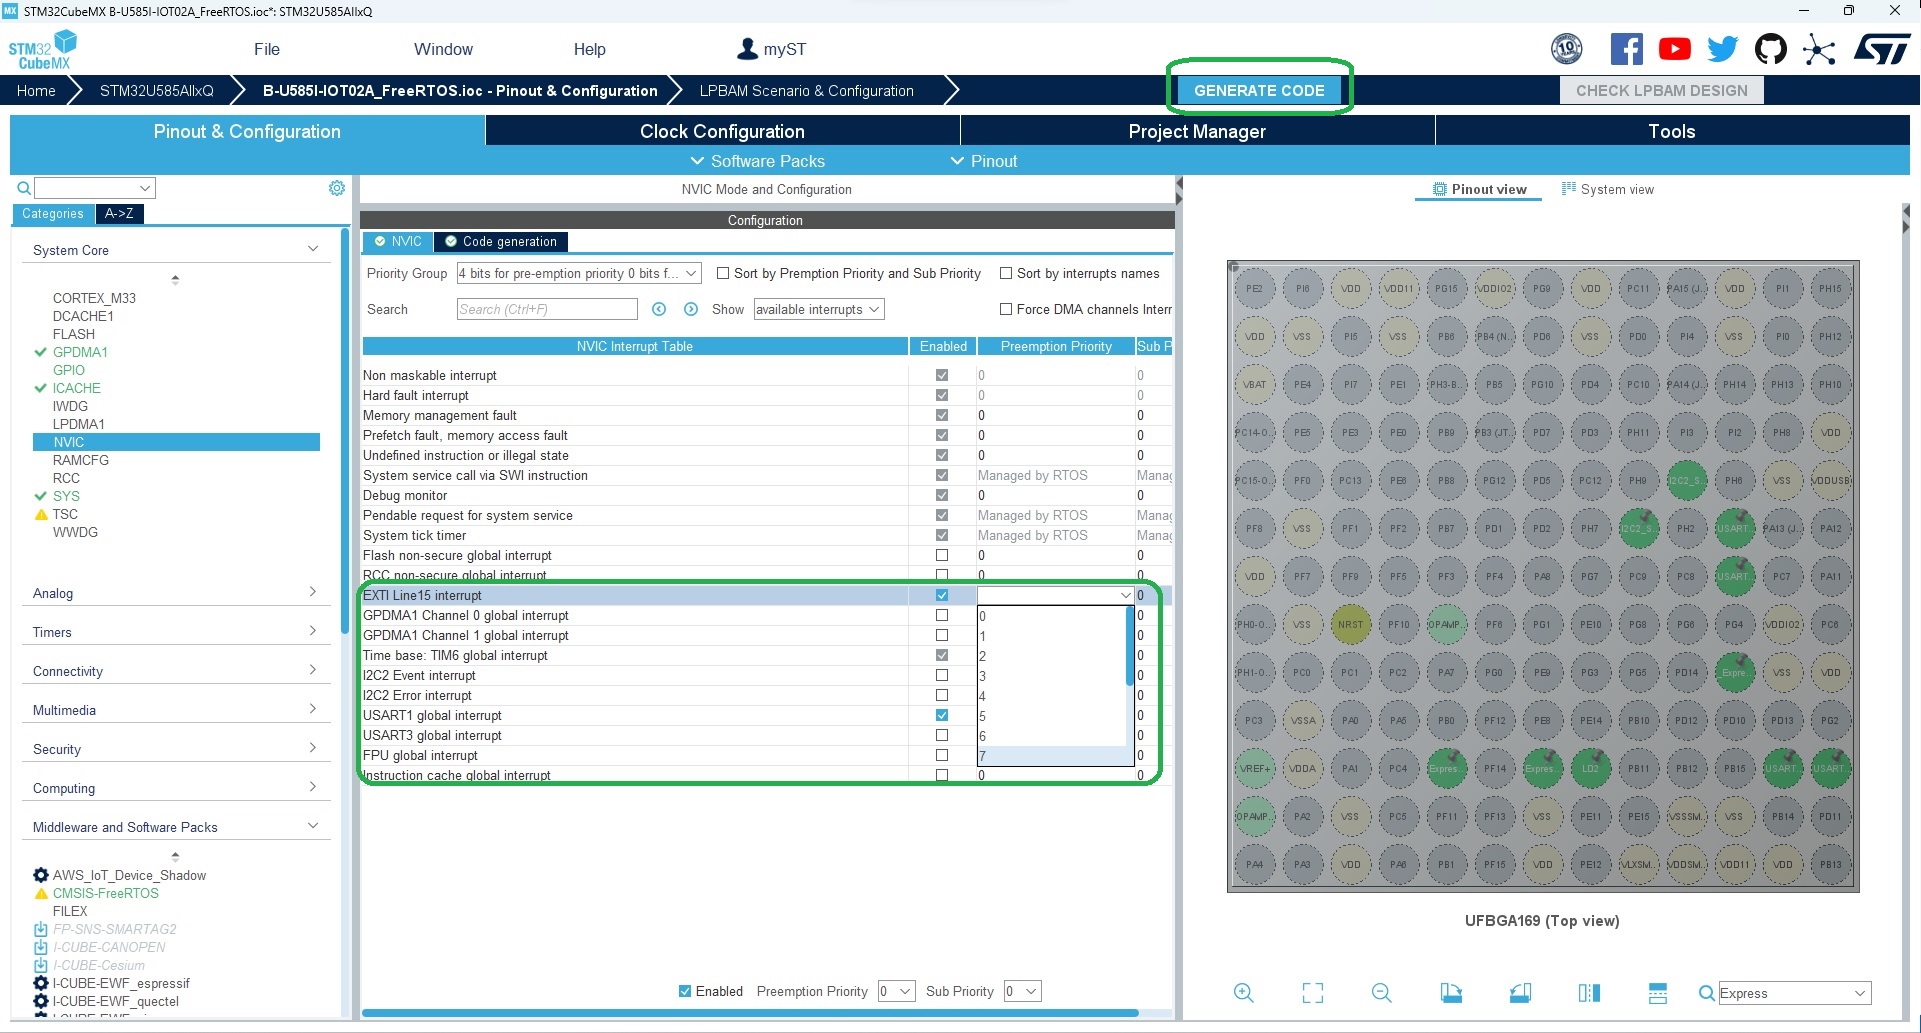 MX STM32CubeMX B-U585I-IOT02A_FreeRTOS.ioc*: STM32U585AIIxQ
STM32 CubeMX
File Window Help myST
10
Home STM32U585AIIxQ B-U585I-IOT02A_FreeRTOS.ioc - Pinout & Configuration LPBAM Scenario & Configuration GENERATE CODE CHECK LPBAM DESIGN
Pinout & Configuration Clock Configuration Project Manager Tools
Software Packs Pinout
Categories A->Z
System Core
CORTEX_M33
DCACHE1
FLASH
GPDMA1
GPIO
ICACHE
IWDG
LPDMA1
NVIC
RAMCFG
RCC
SYS
TSC
WWDG
Analog
Timers
Connectivity
Multimedia
Security
Computing
Middleware and Software Packs
AWS_IoT_Device_Shadow
CMSIS-FreeRTOS
FILEX
FP-SNS-SMARTAG2
I-CUBE-CANOPEN
I-CUBE-Cesium
I-CUBE-EWF_espressif
I-CUBE-EWF_quectel
NVIC Mode and Configuration
Configuration
NVIC Code generation
Priority Group 4 bits for pre-emption priority 0 bits f... Sort by Premption Priority and Sub Priority Sort by interrupts names
Search Search (Ctrl+F) Show available interrupts Force DMA channels Interr
NVIC Interrupt Table Enabled Preemption Priority Sub P
Non maskable interrupt 0 0
Hard fault interrupt 0 0
Memory management fault 0 0
Prefetch fault, memory access fault 0 0
Undefined instruction or illegal state 0 0
System service call via SWI instruction Managed by RTOS Manag
Debug monitor 0 0
Pendable request for system service Managed by RTOS Manag
System tick timer Managed by RTOS Manag
Flash non-secure global interrupt 0 0
RCC non-secure global interrupt 0 0
EXTI Line15 interrupt 0
GPDMA1 Channel 0 global interrupt 0 0
GPDMA1 Channel 1 global interrupt 1 0
Time base: TIM6 global interrupt 2 0
I2C2 Event interrupt 3 0
I2C2 Error interrupt 4 0
USART1 global interrupt 5 0
USART3 global interrupt 6 0
FPU global interrupt 7 0
Instruction cache global interrupt 0 0
Enabled Preemption Priority 0 Sub Priority 0
Pinout view System view
PE2 PI6 VDD VDD11 PG15 VDDIO2 PG9 VDD PC11 PA15 (J.. VDD PI1 PH15
VDD VSS PI5 VSS PB6 PB4 (N.. PD6 VSS PD0 PI4 VSS PI0 PH12
VBAT PE4 PI7 PE1 PH3-B.. PB5 PG10 PD4 PC10 PA14 (J.. PH14 PH13 PH10
PC14-O.. PE5 PE3 PE0 PB9 PB3 (JT.. PD7 PD3 PH11 PI3 PI2 PH8 VDD
PC15-O.. PF0 PC13 PE6 PB8 PG12 PD5 PC12 PH9 I2C2_S.. PH6 VSS VDDUSB
PF8 VSS PF1 PF2 PB7 PD1 PD2 PH7 I2C2_S.. PH2 USART.. PA13 (J.. PA12
VDD PF7 PF9 PF5 PF3 PF4 PA8 PG7 PC9 PC8 USART.. PC7 PA11
PH0-O.. VSS NRST PF10 OPAMP.. PF6 PG1 PE10 PG8 PG6 PG4 VDDIO2 PC6
PH1-O.. PC0 PC1 PC2 PA7 PG0 PE9 PG3 PG5 PD14 _Expre.. VSS VDD
PC3 VSSA PA0 PA5 PB0 PF12 PE8 PE14 PB10 PD12 PD10 PD13 PG2
VREF+ VDDA PA1 PC4 Expres.. PF14 Expres.. LD2 PB11 PB12 PB15 USART.. USART..
OPAMP.. PA2 VSS PC5 PF11 PF13 VSS PE11 PE15 VSSSM.. VSS PB14 PD11
PA4 PA3 VDD PA6 PB1 PF15 VDD PE12 VLXSM.. VDDSM.. VDD11 VDD PB13
UFBGA169 (Top view)
Express